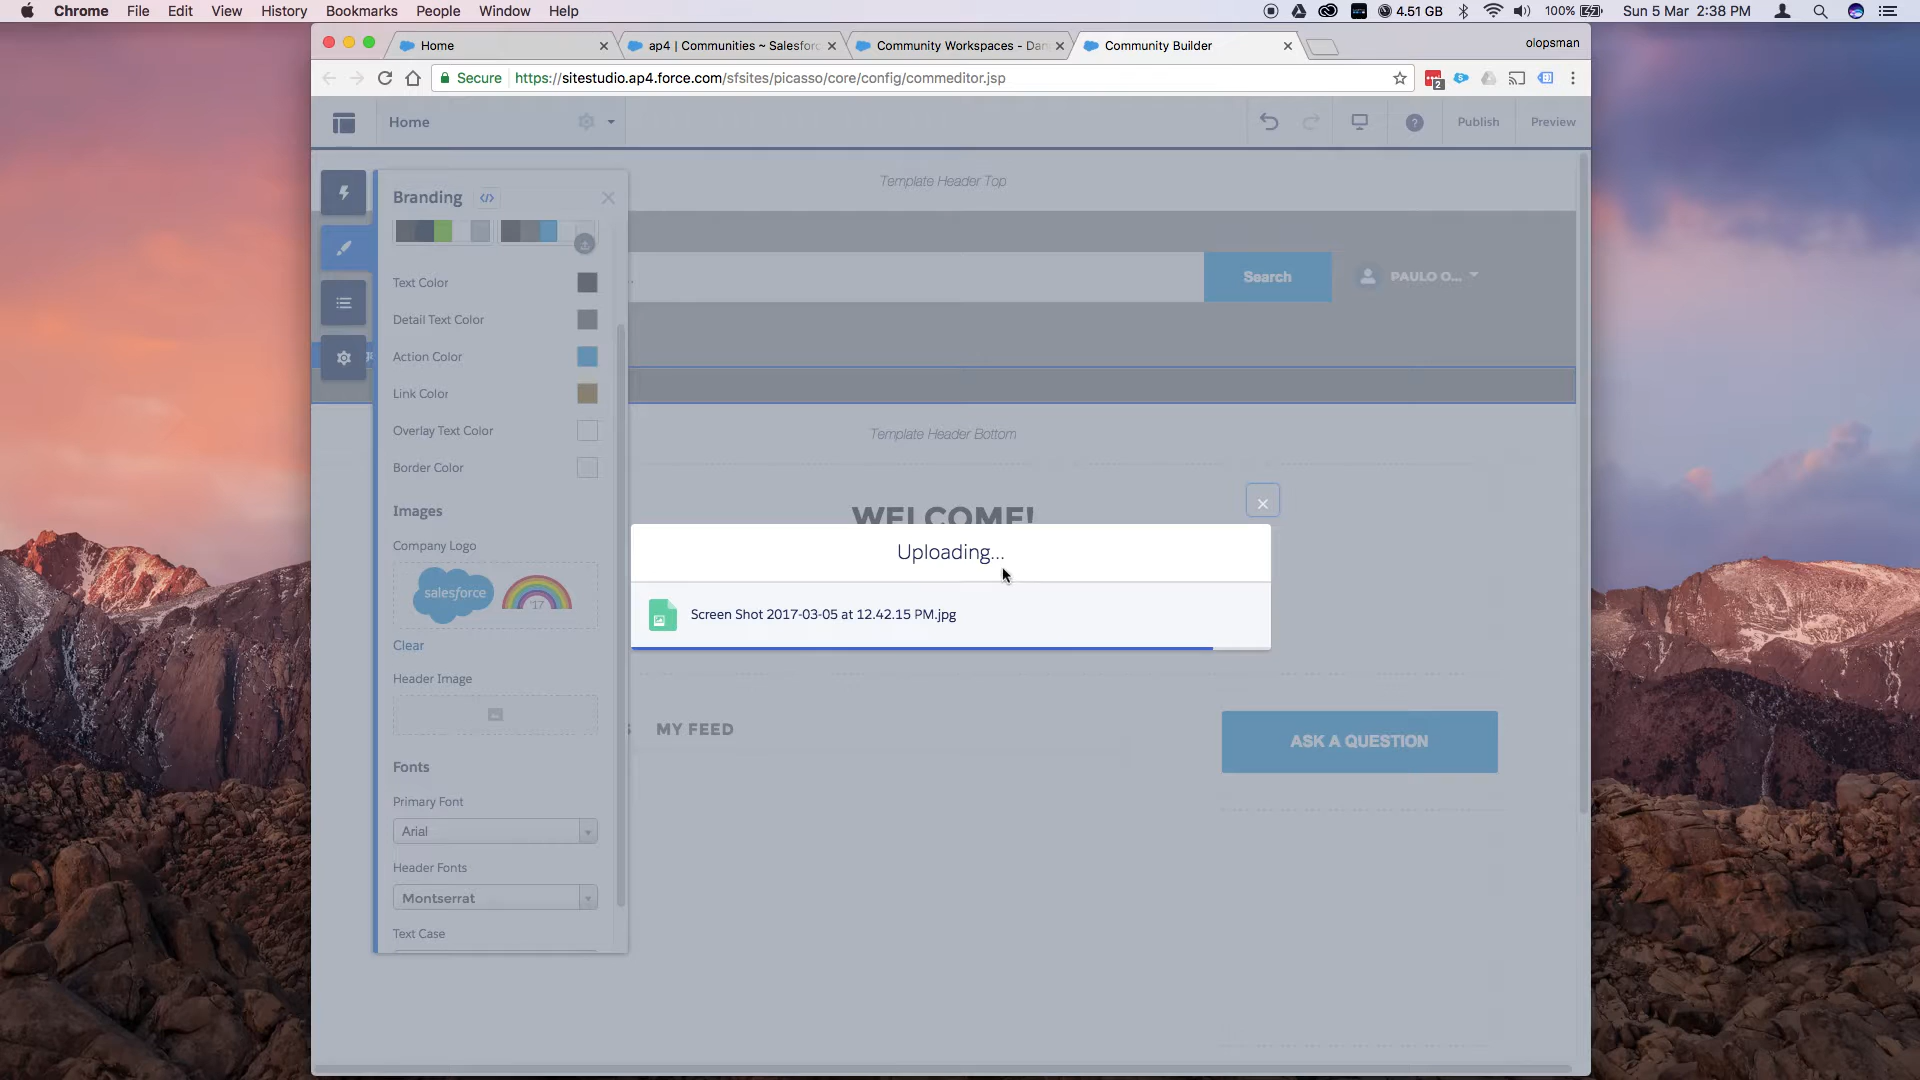 Chrome File Edit View History Bookmarks People Window Help 4.51 GB 100% Sun 5 Mar 2:38 PM
Home
ap4 | Communities ~ Salesforc
Community Workspaces - Dan
Community Builder
olopsman
Secure https://sitestudio.ap4.force.com/sfsites/picasso/core/config/commeditor.jsp
2
Home
? Publish Preview
Template Header Top
Branding </>
Search
PAULO O...
Text Color
Detail Text Color
Action Color
Link Color
Overlay Text Color
Border Color
Template Header Bottom
WELCOME!
Images
Company Logo
salesforce
'17
Clear
Header Image
Uploading...
Screen Shot 2017-03-05 at 12.42.15 PM.jpg
S MY FEED
ASK A QUESTION
Fonts
Primary Font
Arial
Header Fonts
Montserrat
Text Case